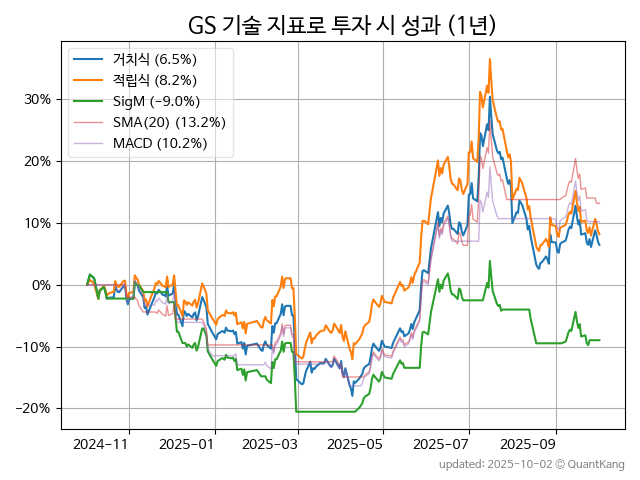 GS 기술 지표로 투자 시 성과 (1년)
거치식 (6.5%)
적립식 (8.2%)
SigM (-9.0%)
SMA(20) (13.2%)
MACD (10.2%)
30%
20%
10%
0%
−10%
−20%
2024-11
2025-01
2025-03
2025-05
2025-07
2025-09
updated: 2025-10-02 © QuantKang